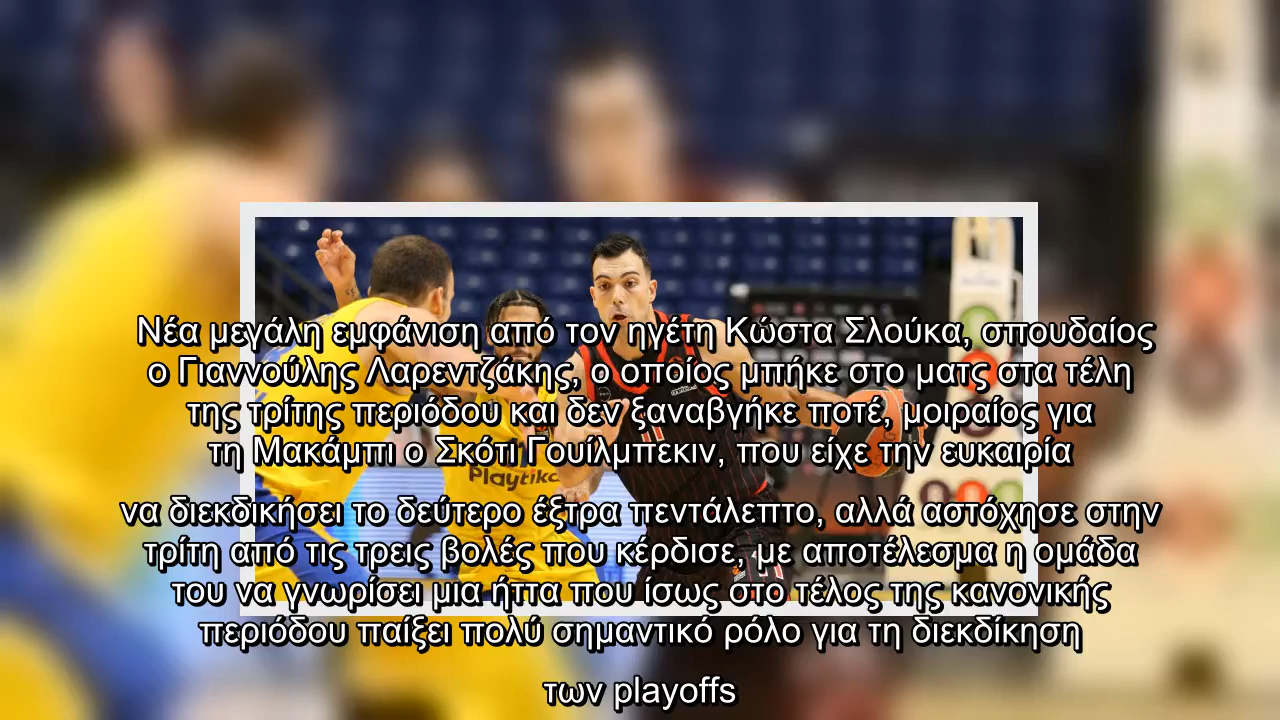 Νέα μεγάλη εμφάνιση από τον ηγέτη Κώστα Σλούκα, σπουδαίος
ο Γιαννούλης Λαρεντζάκης, ο οποίος μπήκε στο ματς στα τέλη
της τρίτης περιόδου και δεν ξαναβγήκε ποτέ, μοιραίος για
τη Μακάμπι ο Σκότι Γουίλμπεκιν, που είχε την ευκαιρία
Playtika
να διεκδικήσει το δεύτερο έξτρα πεντάλεπτο, αλλά αστόχησε στην
τρίτη από τις τρεις βολές που κέρδισε, με αποτέλεσμα η ομάδα
του να γνωρίσει μια ήττα που ίσως στο τέλος της κανονικής
περιόδου παίξει πολύ σημαντικό ρόλο για τη διεκδίκηση
των playoffs